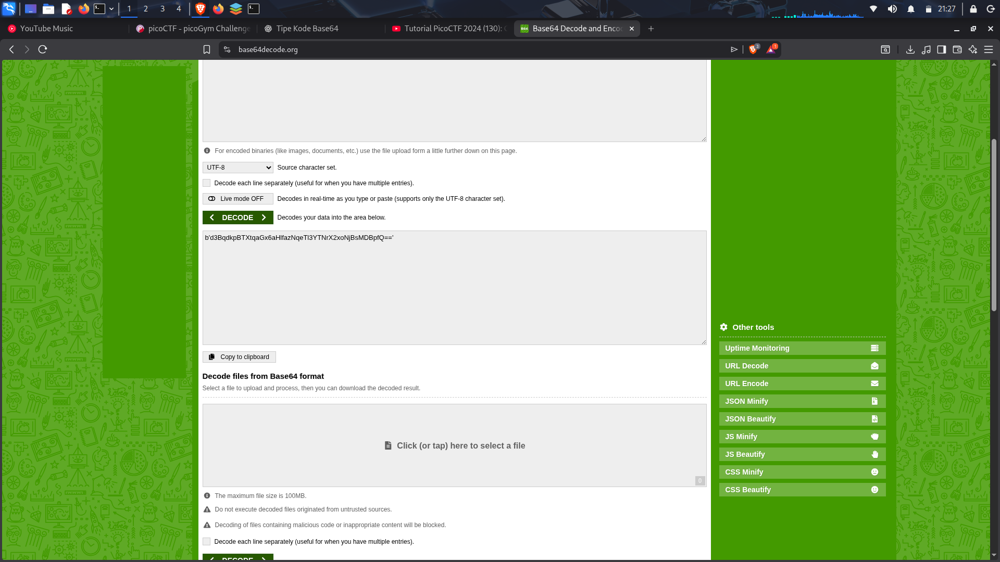 1 2 3 4 21:27
YouTube Music
picoCTF - picoGym Challenge
Tipe Kode Base64
Tutorial PicoCTF 2024 (130): C
B64 Base64 Decode and Enco
base64decode.org
3 1
For encoded binaries (like images, documents, etc.) use the file upload form a little further down on this page.
UTF-8 Source character set.
Decode each line separately (useful for when you have multiple entries).
Live mode OFF Decodes in real-time as you type or paste (supports only the UTF-8 character set).
DECODE Decodes your data into the area below.
b'd3BqdkpBTXtqaGx6aHlfazNqeTl3YTNrX2xoNjBsMDBpfQ=='
Copy to clipboard
Decode files from Base64 format
Select a file to upload and process, then you can download the decoded result.
Click (or tap) here to select a file
0
The maximum file size is 100MB.
Do not execute decoded files originated from untrusted sources.
Decoding of files containing malicious code or inappropriate content will be blocked.
Decode each line separately (useful for when you have multiple entries).
DECODE
Other tools
Uptime Monitoring
URL Decode
URL Encode
JSON Minify
JSON Beautify
JS Minify
JS Beautify
CSS Minify
CSS Beautify